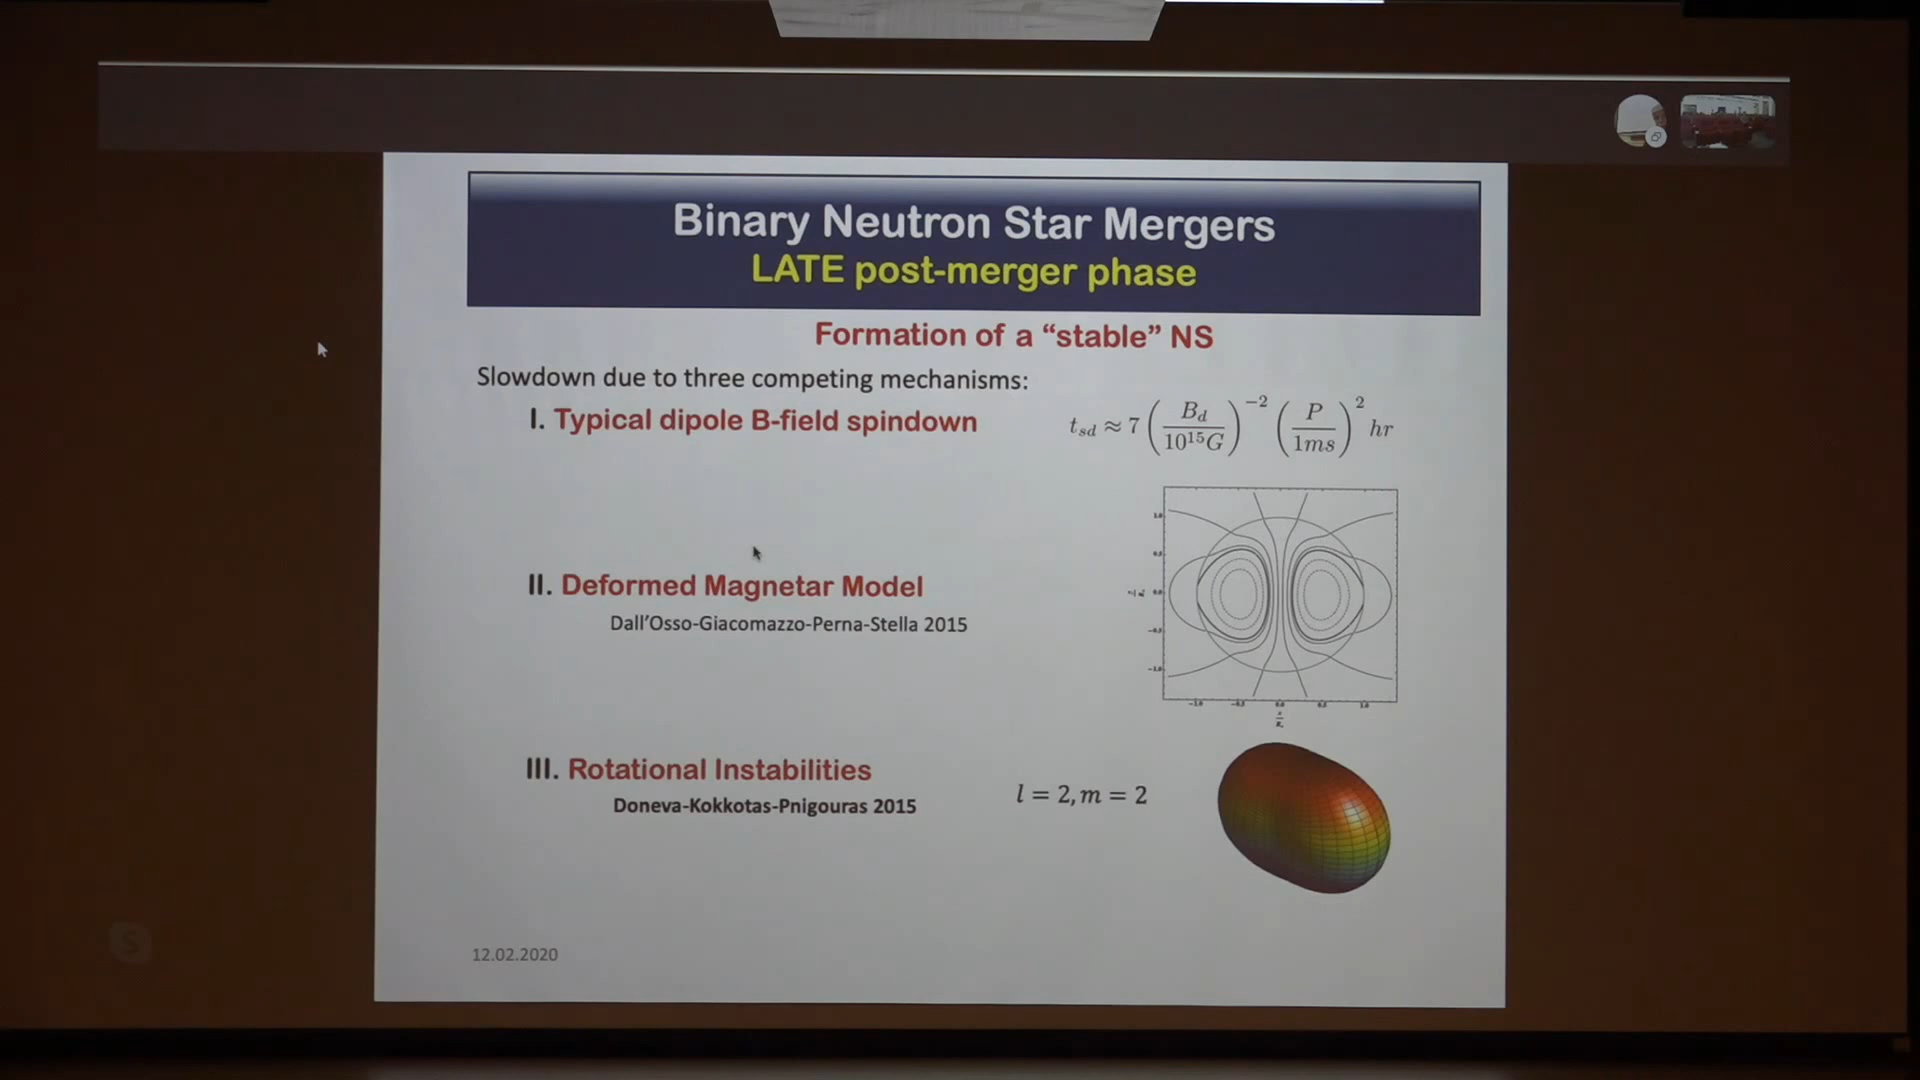 Binary Neutron Star Mergers
LATE post-merger phase
Formation of a “stable” NS
Slowdown due to three competing mechanisms:
I. Typical dipole B-field spindown
t_sd ≈ 7 (B_d / 10^15 G)^−2 (P / 1ms)^2 hr
II. Deformed Magnetar Model
Dall’Osso-Giacomazzo-Perna-Stella 2015
III. Rotational Instabilities
Doneva-Kokkotas-Pnigouras 2015
l = 2, m = 2
12.02.2020